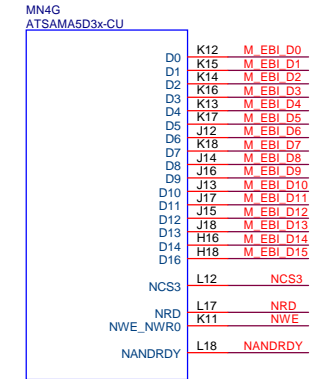 MN4G
ATSAMA5D3x-CU
D0 K12 M_EBI_D0
D1 K15 M_EBI_D1
D2 K14 M_EBI_D2
D3 K16 M_EBI_D3
D4 K13 M_EBI_D4
D5 K17 M_EBI_D5
D6 J12 M_EBI_D6
D7 K18 M_EBI_D7
D8 J14 M_EBI_D8
D9 J16 M_EBI_D9
D10 J13 M_EBI_D10
D11 J17 M_EBI_D11
D12 J15 M_EBI_D12
D13 J18 M_EBI_D13
D14 H16 M_EBI_D14
D16 H18 M_EBI_D15
NCS3 L12 NCS3
NRD L17 NRD
NWE_NWR0 K11 NWE
NANDRDY L18 NANDRDY